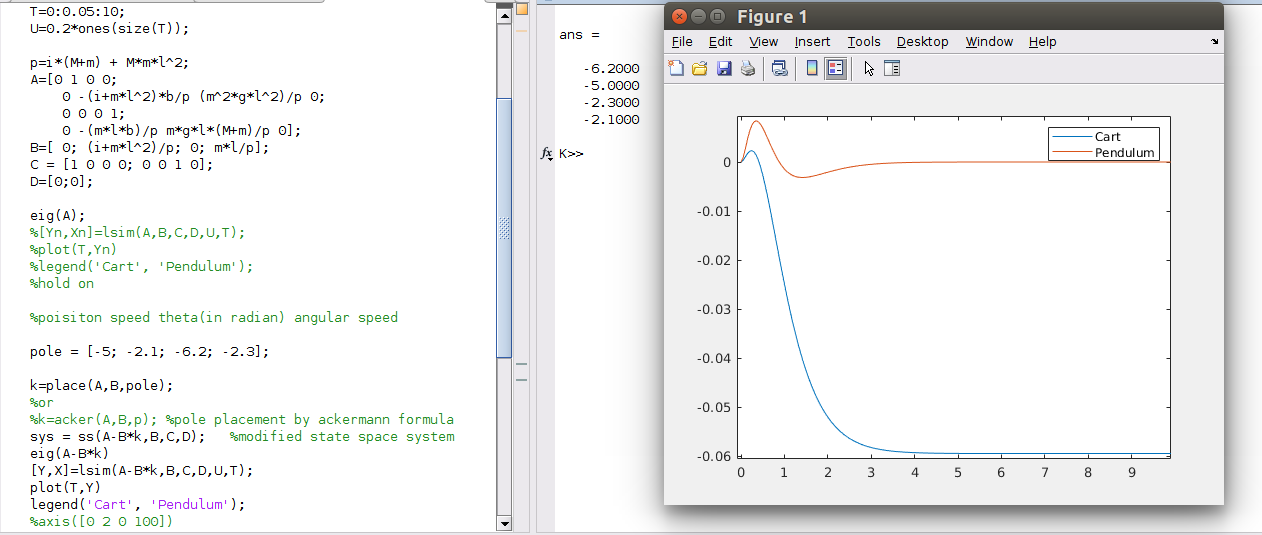 T=0:0.05:10;
U=0.2*ones(size(T));
p=i*(M+m) + M*m*l^2;
A=[0 1 0 0;
0 -(i+m*l^2)*b/p (m^2*g*l^2)/p 0;
0 0 0 1;
0 -(m*l*b)/p m*g*l*(M+m)/p 0];
B=[ 0; (i+m*l^2)/p; 0; m*l/p];
C = [1 0 0 0; 0 0 1 0];
D=[0;0];
eig(A);
%[Yn,Xn]=lsim(A,B,C,D,U,T);
%plot(T,Yn)
%legend('Cart', 'Pendulum');
%hold on
%poisiton speed theta(in radian) angular speed
pole = [-5; -2.1; -6.2; -2.3];
k=place(A,B,pole);
%or
%k=acker(A,B,p); %pole placement by ackermann formula
sys = ss(A-B*k,B,C,D); %modified state space system
eig(A-B*k)
[Y,X]=lsim(A-B*k,B,C,D,U,T);
plot(T,Y)
legend('Cart', 'Pendulum');
%axis([0 2 0 100])
ans =
-6.2000
-5.0000
-2.3000
-2.1000
fx K>>
Figure 1
File Edit View Insert Tools Desktop Window Help
Cart
Pendulum
0
-0.01
-0.02
-0.03
-0.04
-0.05
-0.06
0 1 2 3 4 5 6 7 8 9